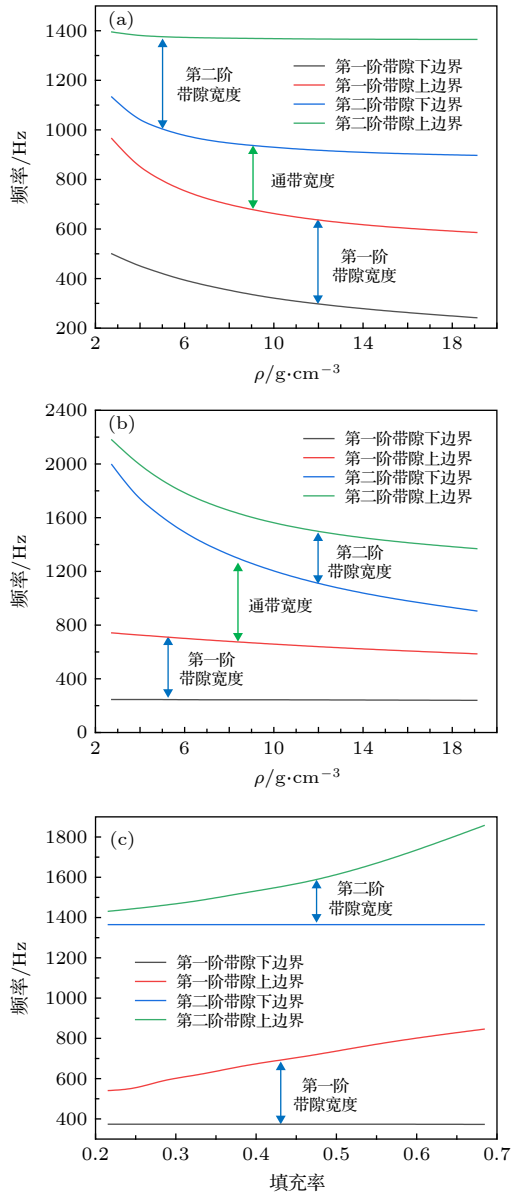 (a)
1400
1200
1000
800
600
400
200
频率/Hz
第二阶
带隙宽度
第一阶带隙下边界
第一阶带隙上边界
第二阶带隙下边界
第二阶带隙上边界
通带宽度
第一阶
带隙宽度
2 6 10 14 18
ρ/g·cm⁻³
(b)
2400
2000
1600
1200
800
400
0
频率/Hz
第一阶带隙下边界
第一阶带隙上边界
第二阶带隙下边界
第二阶带隙上边界
第二阶
带隙宽度
通带宽度
第一阶
带隙宽度
2 6 10 14 18
ρ/g·cm⁻³
(c)
1800
1600
1400
1200
1000
800
600
400
频率/Hz
第二阶
带隙宽度
第一阶带隙下边界
第一阶带隙上边界
第二阶带隙下边界
第二阶带隙上边界
第一阶
带隙宽度
0.2 0.3 0.4 0.5 0.6 0.7
填充率